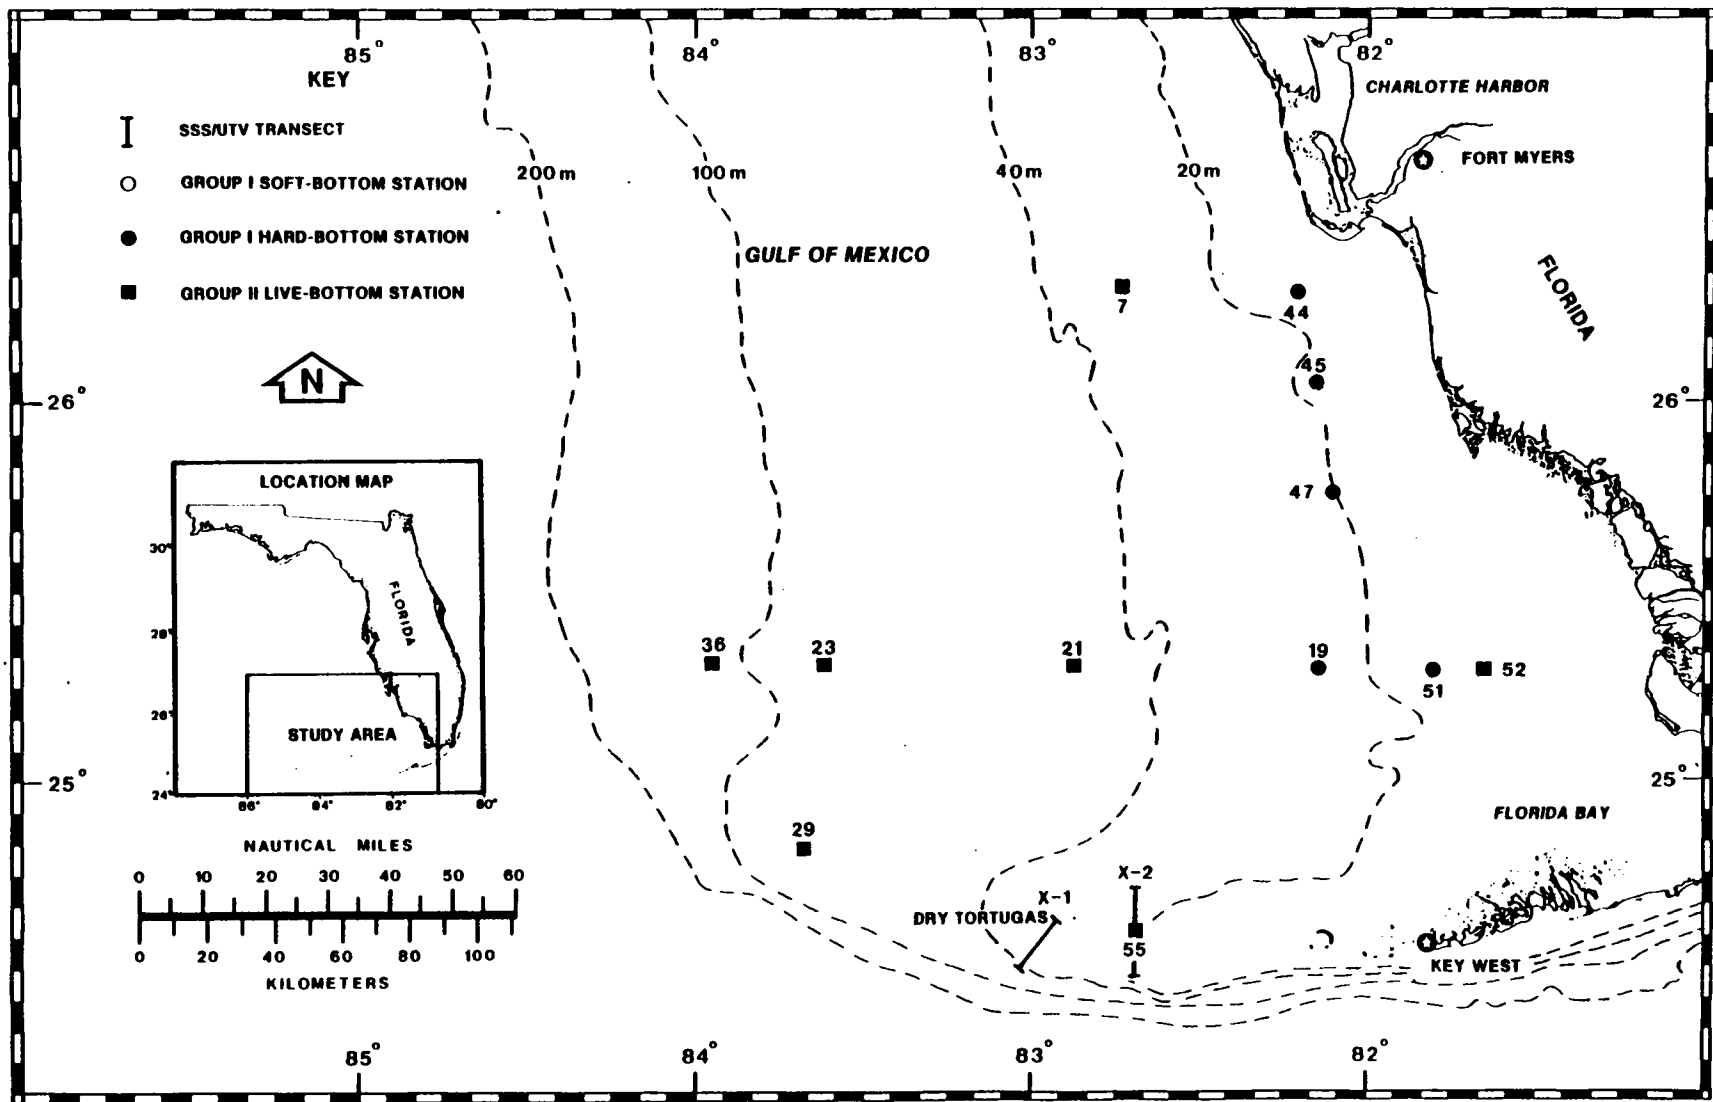 85°
84°
83°
82°
KEY
SSS/UTV TRANSECT
GROUP I SOFT-BOTTOM STATION
GROUP I HARD-BOTTOM STATION
GROUP II LIVE-BOTTOM STATION
CHARLOTTE HARBOR
FORT MYERS
200 m
100 m
40 m
20 m
GULF OF MEXICO
FLORIDA
7
44
45
N
26°
26°
47
LOCATION MAP
30°
28°
26°
24°
FLORIDA
STUDY AREA
86°
84°
82°
80°
36
23
21
19
51
52
25°
25°
FLORIDA BAY
29
X-2
X-1
DRY TORTUGAS
55
KEY WEST
NAUTICAL MILES
0 10 20 30 40 50 60
0 20 40 60 80 100
KILOMETERS
85°
84°
83°
82°